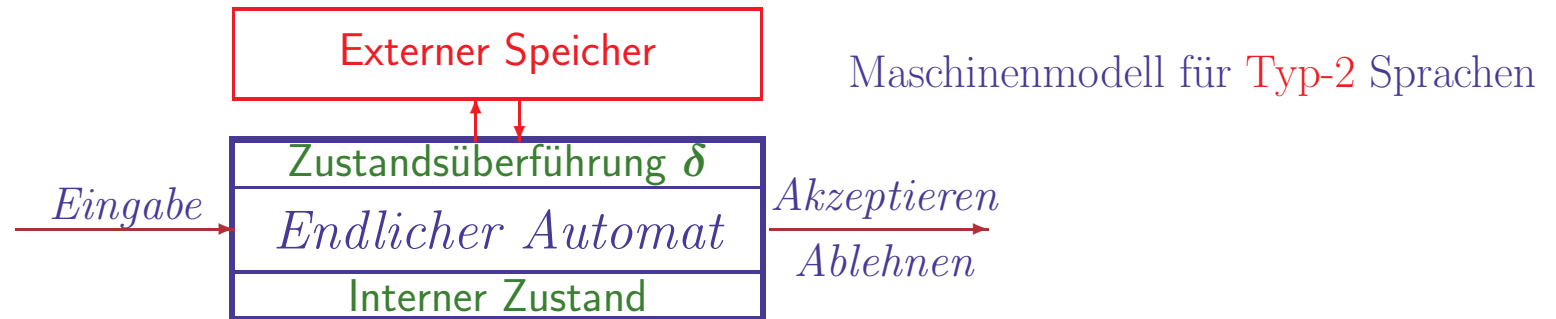 Externer Speicher
Maschinenmodell für Typ-2 Sprachen
Zustandsüberführung δ
Eingabe
Endlicher Automat
Akzeptieren
Ablehnen
Interner Zustand